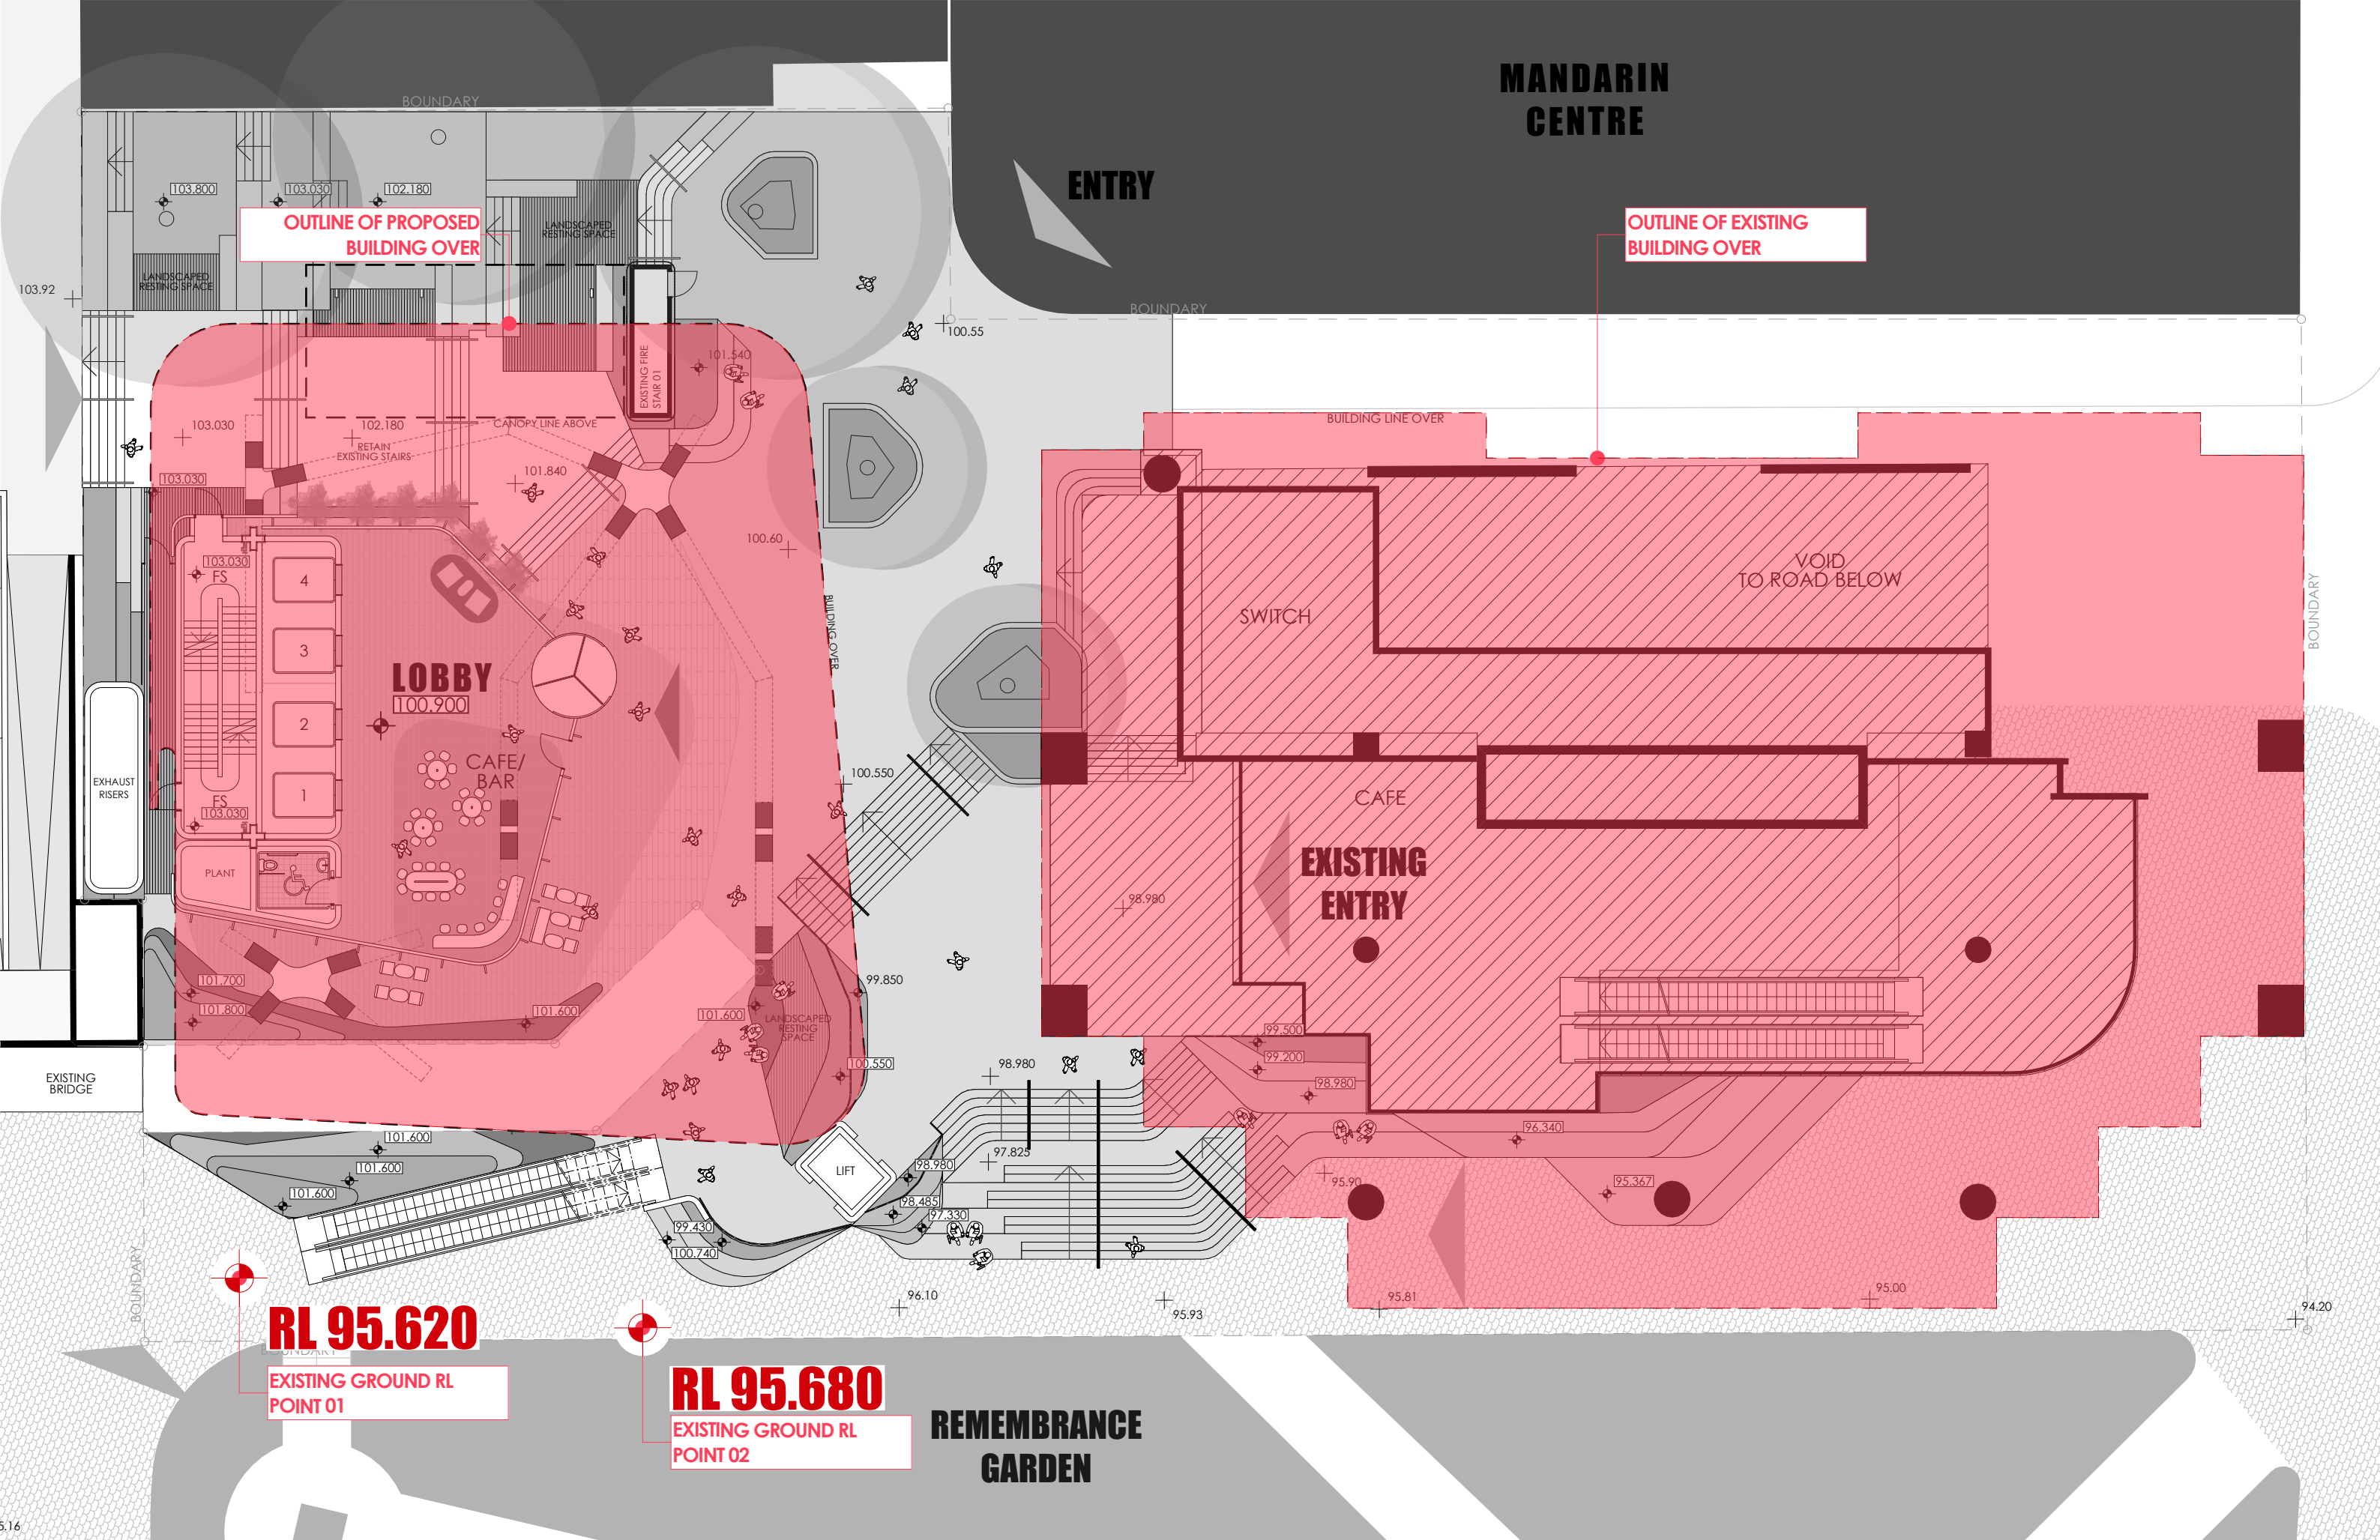 MANDARIN
CENTRE
BOUNDARY
ENTRY
103.800
103.030
102.180
OUTLINE OF PROPOSED
BUILDING OVER
LANDSCAPED
RESTING SPACE
OUTLINE OF EXISTING
BUILDING OVER
LANDSCAPED
RESTING SPACE
103.92
BOUNDARY
100.55
EXISTING FIRE
STAIR 01
101.540
103.030
102.180
CANOPY LINE ABOVE
RETAIN
EXISTING STAIRS
BUILDING LINE OVER
101.840
103.030
100.60
103.030
FS
4
3
2
1
BUILDING OVER
VOID
TO ROAD BELOW
SWITCH
BOUNDARY
LOBBY
100.900
CAFE/
BAR
EXHAUST
RISERS
100.550
FS
103.030
CAFE
PLANT
EXISTING
ENTRY
98.980
101.700
101.800
101.600
99.850
101.600
LANDSCAPED
RESTING
SPACE
99.500
99.200
98.980
100.550
98.980
EXISTING
BRIDGE
101.600
101.600
101.600
LIFT
97.825
98.980
98.485
97.330
96.340
95.90
95.367
99.430
100.740
BOUNDARY
96.10
95.93
95.81
95.00
94.20
RL 95.620
BOUNDARY
EXISTING GROUND RL
POINT 01
RL 95.680
EXISTING GROUND RL
POINT 02
REMEMBRANCE
GARDEN
5.16